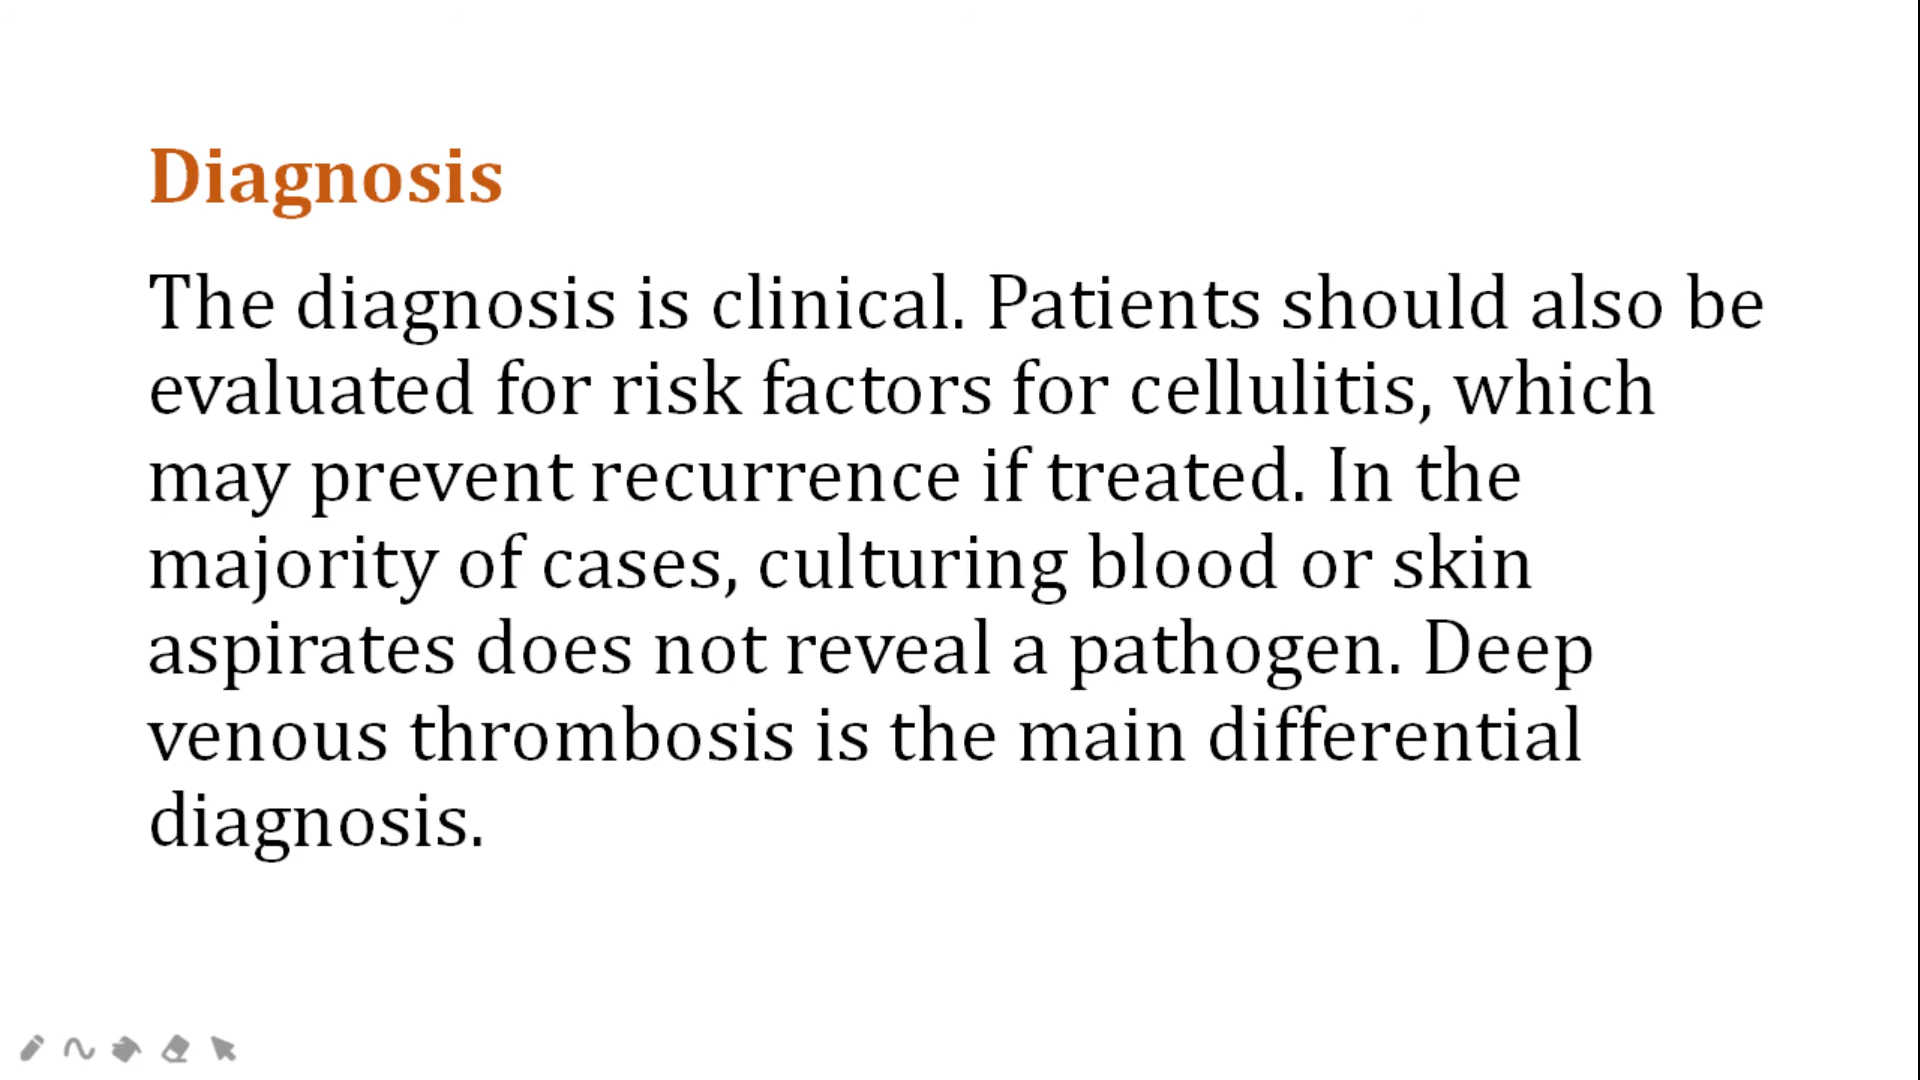 Diagnosis
The diagnosis is clinical. Patients should also be
evaluated for risk factors for cellulitis, which
may prevent recurrence if treated. In the
majority of cases, culturing blood or skin
aspirates does not reveal a pathogen. Deep
venous thrombosis is the main differential
diagnosis.